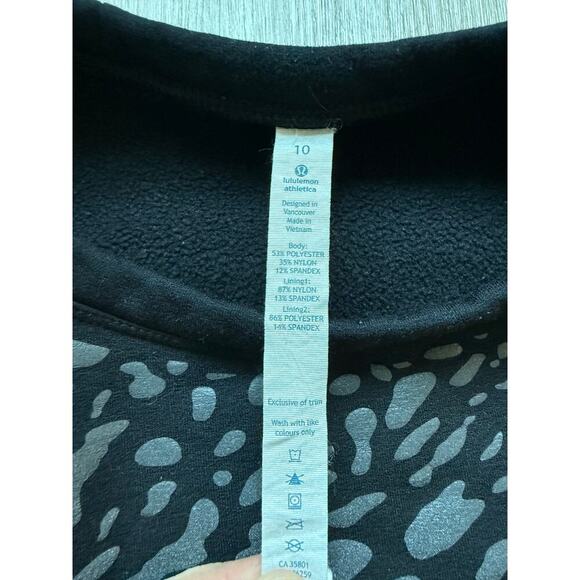 10
lululemon
athletica
Designed in
Vancouver
Made in
Vietnam
Body:
53% POLYESTER
35% NYLON
12% SPANDEX
Lining1:
87% NYLON
13% SPANDEX
Lining2:
86% POLYESTER
14% SPANDEX
Exclusive of trim
Wash with like
colours only
CA 35801